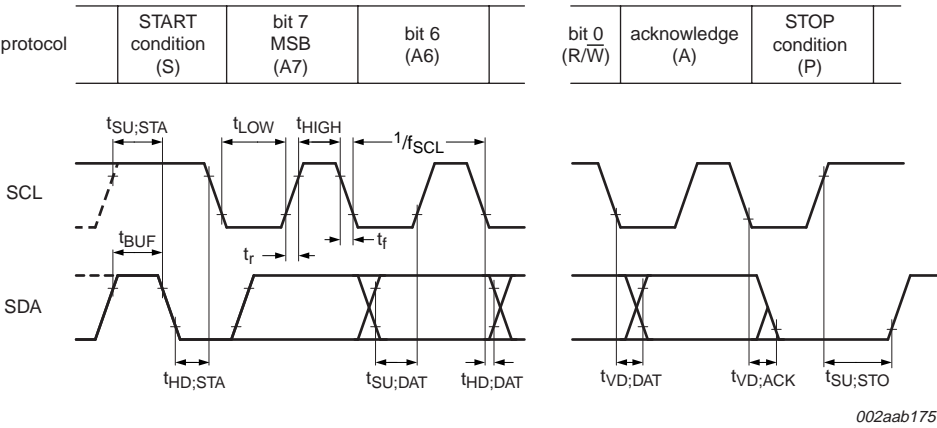 protocol
START
condition
(S)
bit 7
MSB
(A7)
bit 6
(A6)
bit 0
(R/W̅)
acknowledge
(A)
STOP
condition
(P)
tSU;STA
tLOW
tHIGH
1/fSCL
SCL
tBUF
tr
tf
SDA
tHD;STA
tSU;DAT
tHD;DAT
tVD;DAT
tVD;ACK
tSU;STO
002aab175